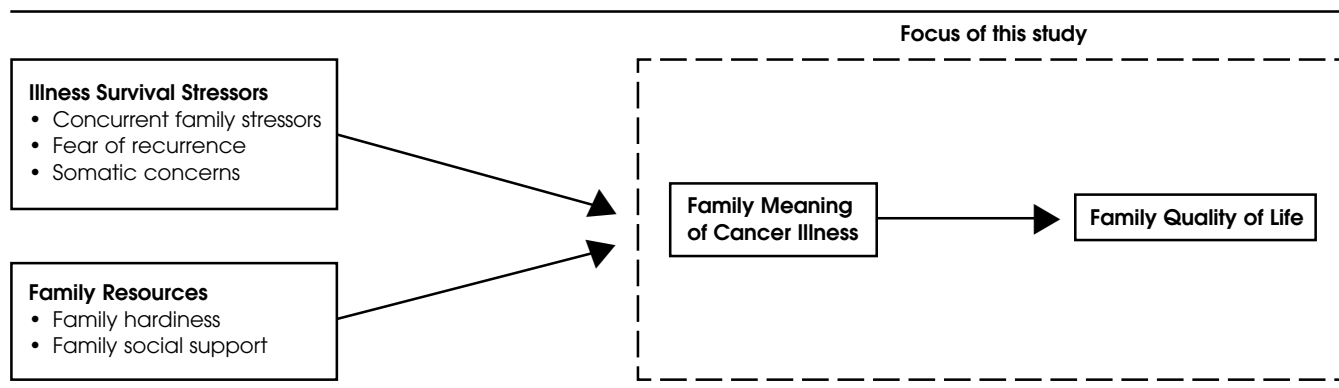 Focus of this study
Illness Survival Stressors
• Concurrent family stressors
• Fear of recurrence
• Somatic concerns
Family Resources
• Family hardiness
• Family social support
Family Meaning
of Cancer Illness
Family Quality of Life